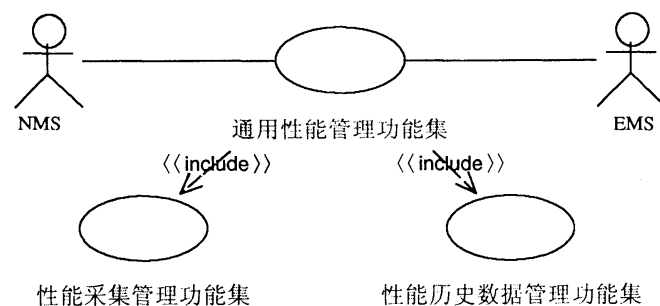 NMS
EMS
通用性能管理功能集
〈〈include〉〉
〈〈include〉〉
性能采集管理功能集
性能历史数据管理功能集